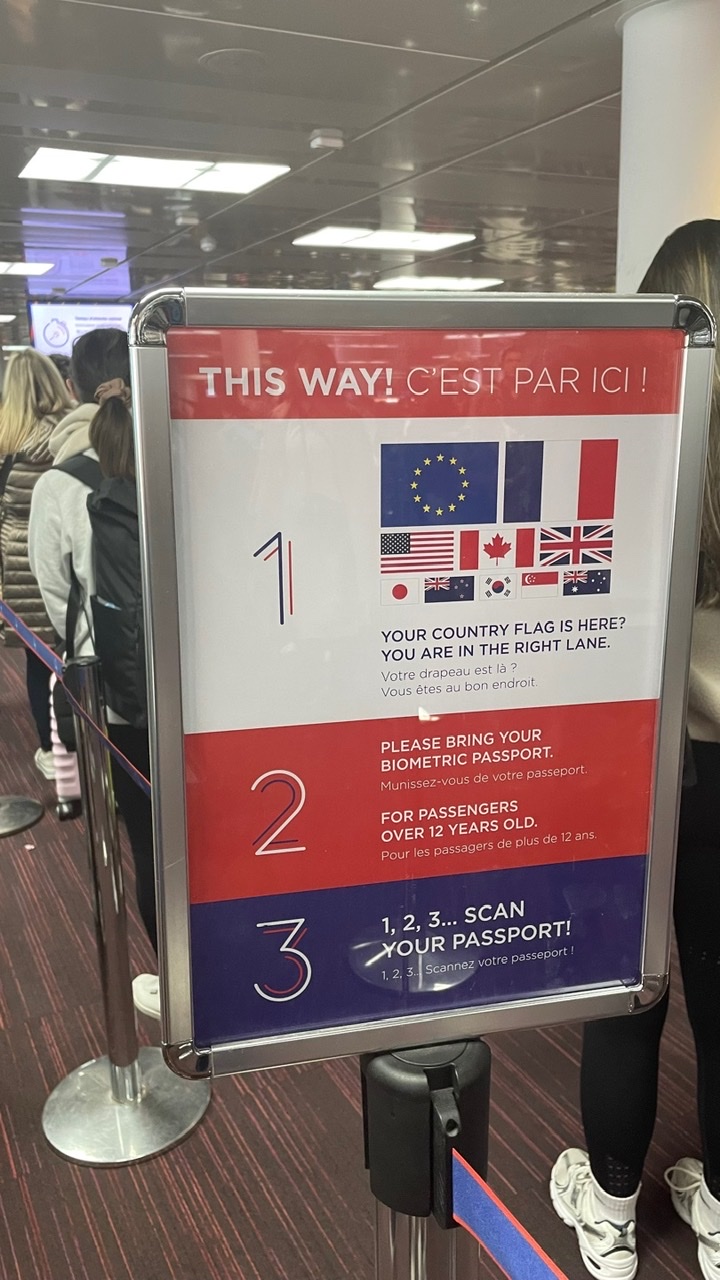 THIS WAY! C'EST PAR ICI !
1
YOUR COUNTRY FLAG IS HERE?
YOU ARE IN THE RIGHT LANE.
Votre drapeau est là ?
Vous êtes au bon endroit.
2
PLEASE BRING YOUR
BIOMETRIC PASSPORT.
Munissez-vous de votre passeport.
FOR PASSENGERS
OVER 12 YEARS OLD.
Pour les passagers de plus de 12 ans.
3
1, 2, 3... SCAN
YOUR PASSPORT!
1, 2, 3... Scannez votre passeport !